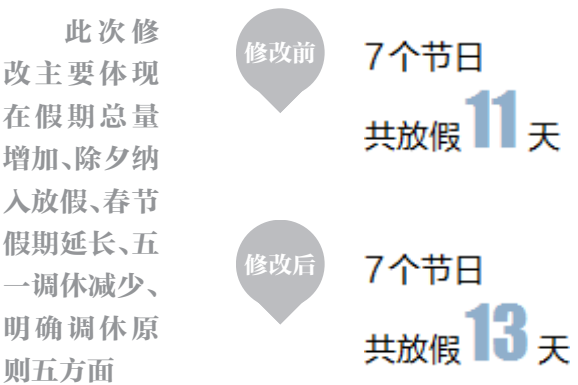 此次修
改主要体现
在假期总量
增加、除夕纳
入放假、春节
假期延长、五
一调休减少、
明确调休原
则五方面
修改前
7个节日
共放假11天
修改后
7个节日
共放假13天